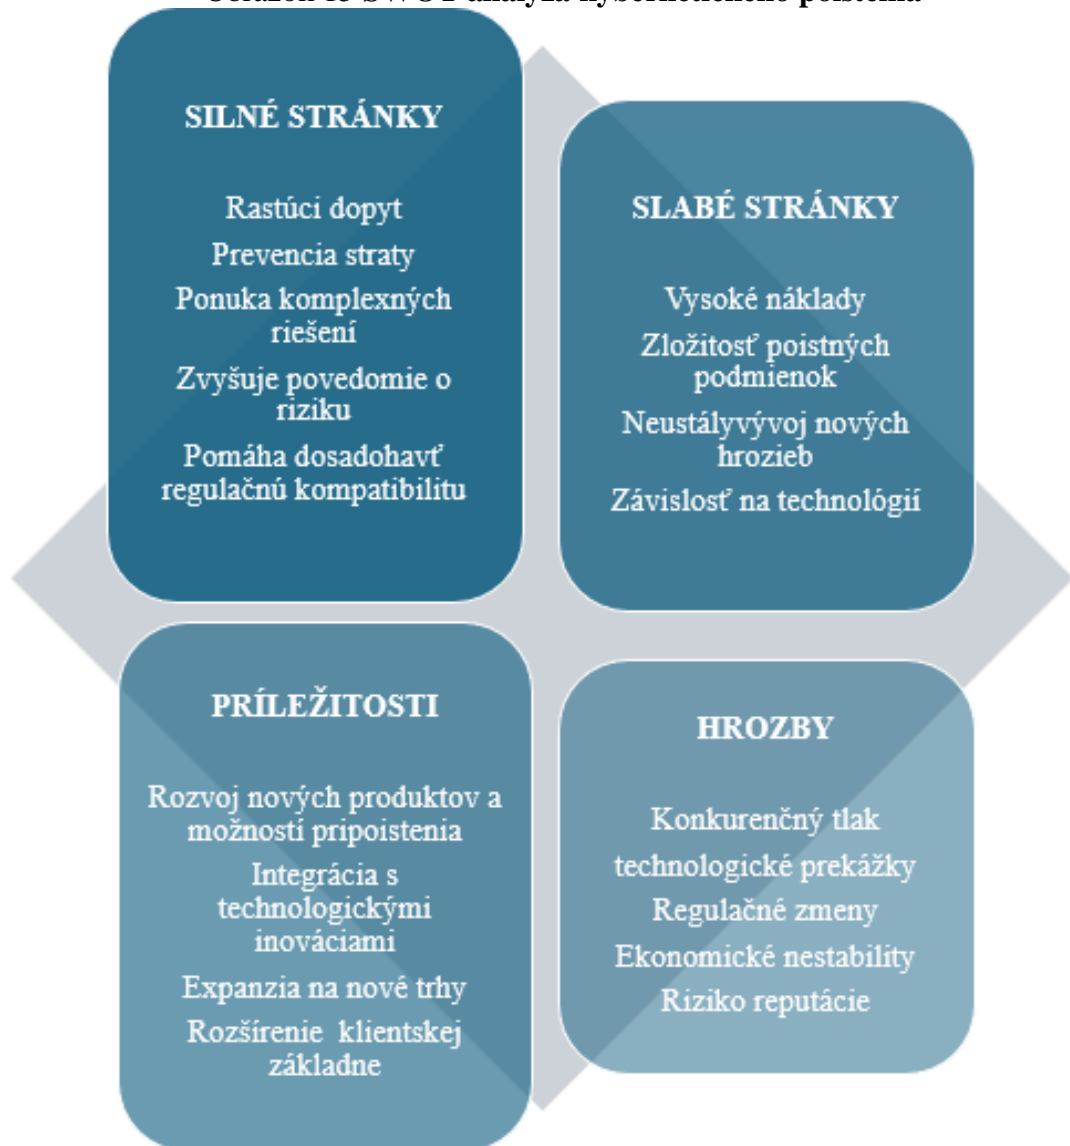 SILNÉ STRÁNKY
Rastúci dopyt
Prevencia straty
Ponuka komplexných
riešení
Zvyšuje povedomie o
riziku
Pomáha dosadohavť
regulačnú kompatibilitu
SLABÉ STRÁNKY
Vysoké náklady
Zložitosť poistných
podmienok
Neustályvývoj nových
hrozieb
Závislosť na technológií
PRÍLEŽITOSTI
Rozvoj nových produktov a
možností pripoistenia
Integrácia s
technologickými
inováciami
Expanzia na nové trhy
Rozšírenie klientskej
základne
HROZBY
Konkurenčný tlak
technologické prekážky
Regulačné zmeny
Ekonomické nestability
Riziko reputácie